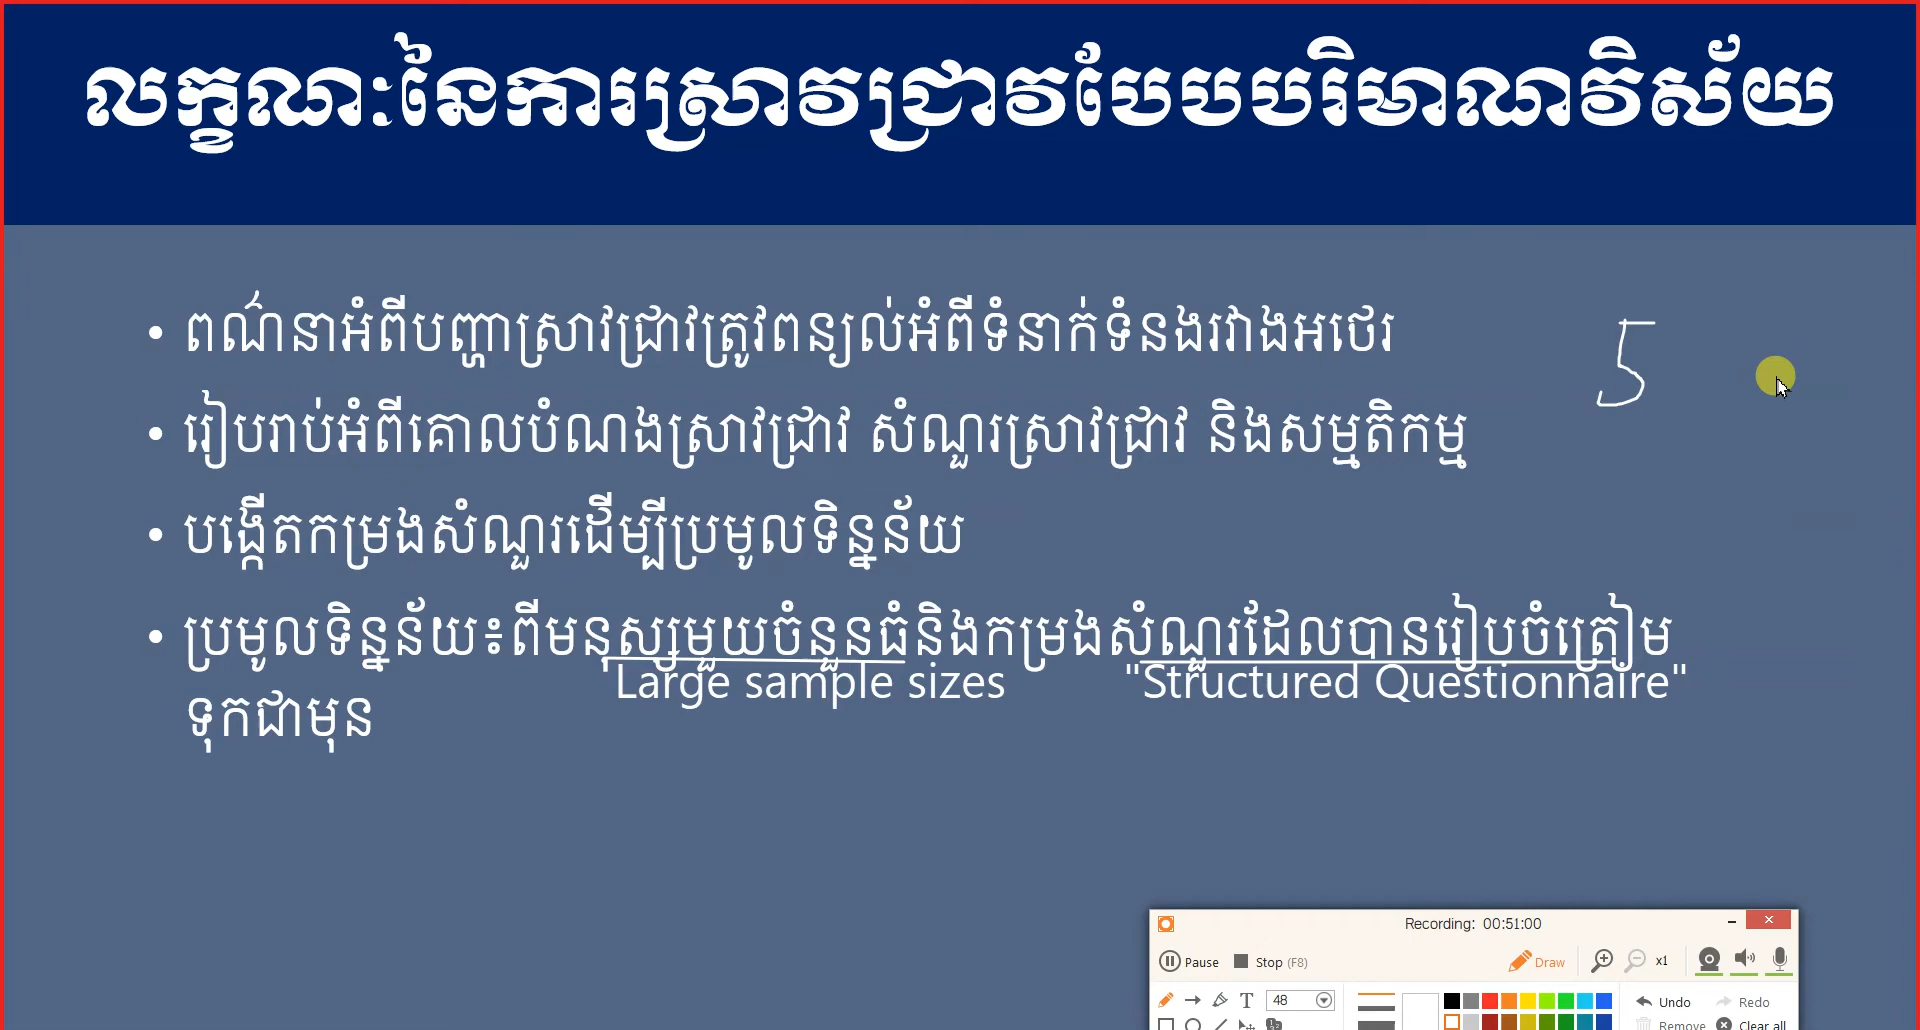 លក្ខណៈនៃការស្រាវជ្រាវបែបបរិមាណវិស័យ
• ពណ៌នាអំពីបញ្ហាស្រាវជ្រាវត្រូវពន្យល់អំពីទំនាក់ទំនងរវាងអថេរ
5
• រៀបរាប់អំពីគោលបំណងស្រាវជ្រាវ សំណួរស្រាវជ្រាវ និងសម្មតិកម្ម
• បង្កើតកម្រងសំណួរដើម្បីប្រមូលទិន្នន័យ
• ប្រមូលទិន្នន័យ៖ពីមនុស្សមួយចំនួនធំនិងកម្រងសំណួរដែលបានរៀបចំត្រៀម
"Large sample sizes "Structured Questionnaire"
ទុកជាមុន
Recording: 00:51:00
Pause Stop (F8) Draw x1
T 48 Undo Redo
Remove Clear all